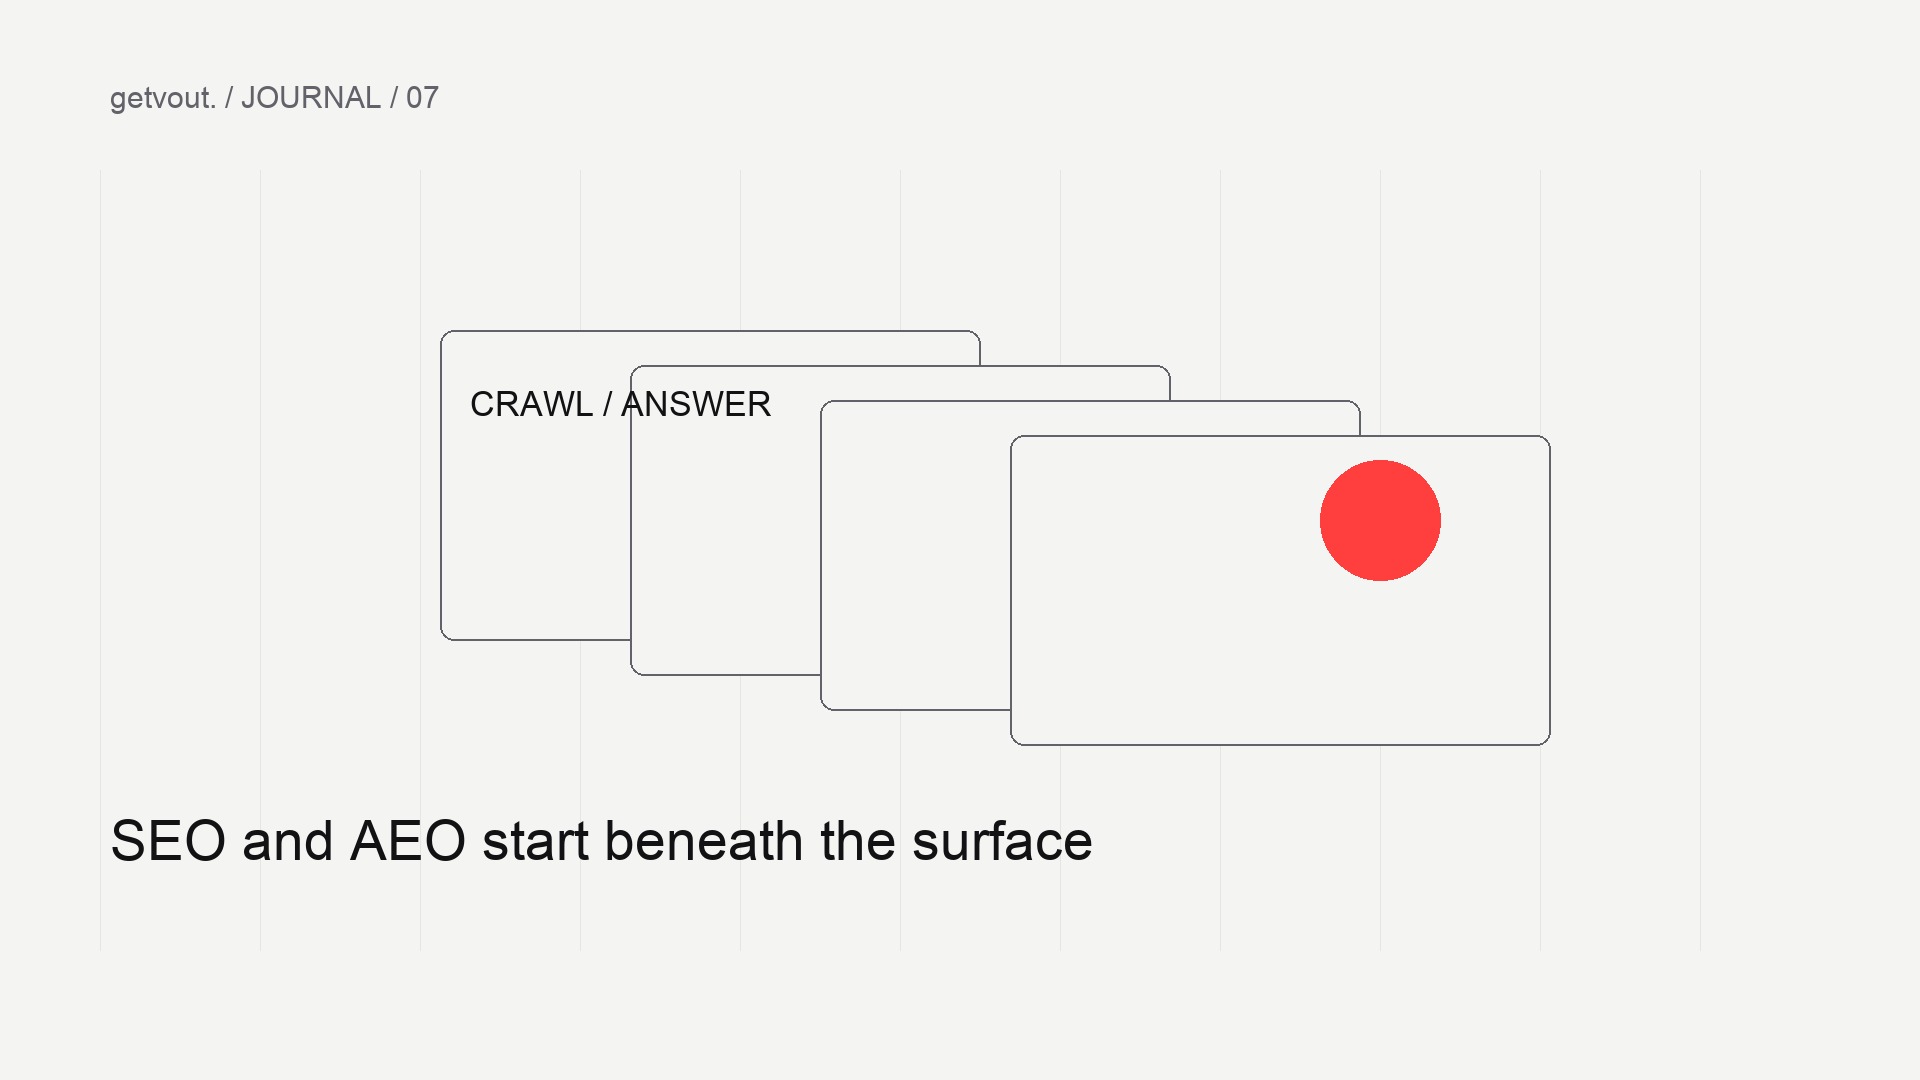 getvout. / JOURNAL / 07
CRAWL / ANSWER
SEO and AEO start beneath the surface